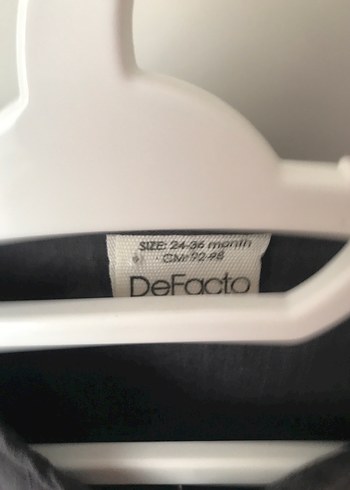 SIZE: 24-36 month
CM: 92-98
DeFacto